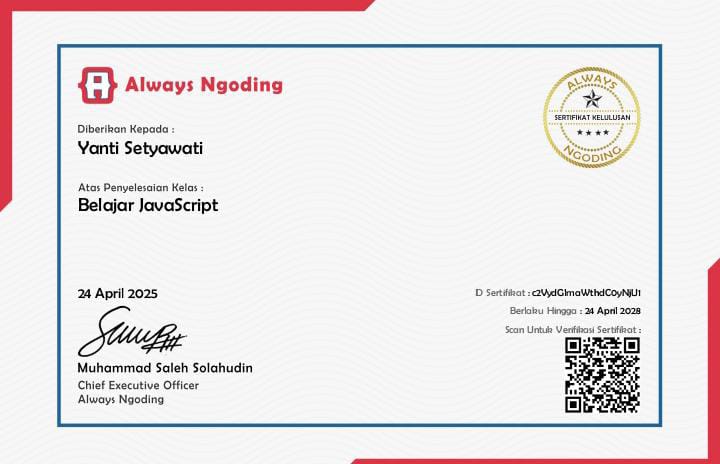 Always Ngoding
ALWAYS
SERTIFIKAT KELULUSAN
NGODING
Diberikan Kepada :
Yanti Setyawati
Atas Penyelesaian Kelas :
Belajar JavaScript
24 April 2025
Muhammad Saleh Solahudin
Chief Executive Officer
Always Ngoding
ID Sertifikat :
Berlaku Hingga : 24 April 2028
Scan Untuk Verifikasi Sertifikat :